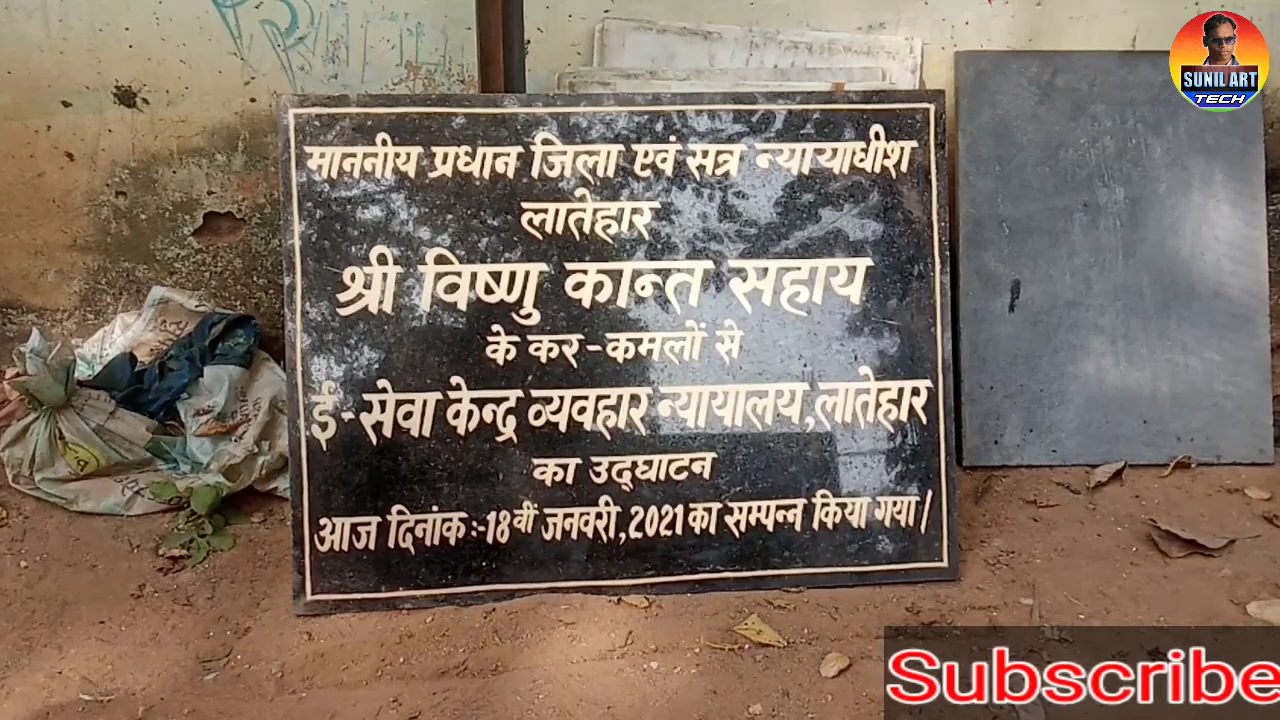 SUNIL ART
TECH
माननीय प्रधान जिला एवं सत्र न्यायाधीश
लातेहार
श्री विष्णु कान्त सहाय
के कर-कमलों से
ई-सेवा केन्द्र व्यवहार न्यायालय,लातेहार
का उद्घाटन
आज दिनांक:-18वीं जनवरी,2021 का सम्पन्न किया गया/
Subscribe